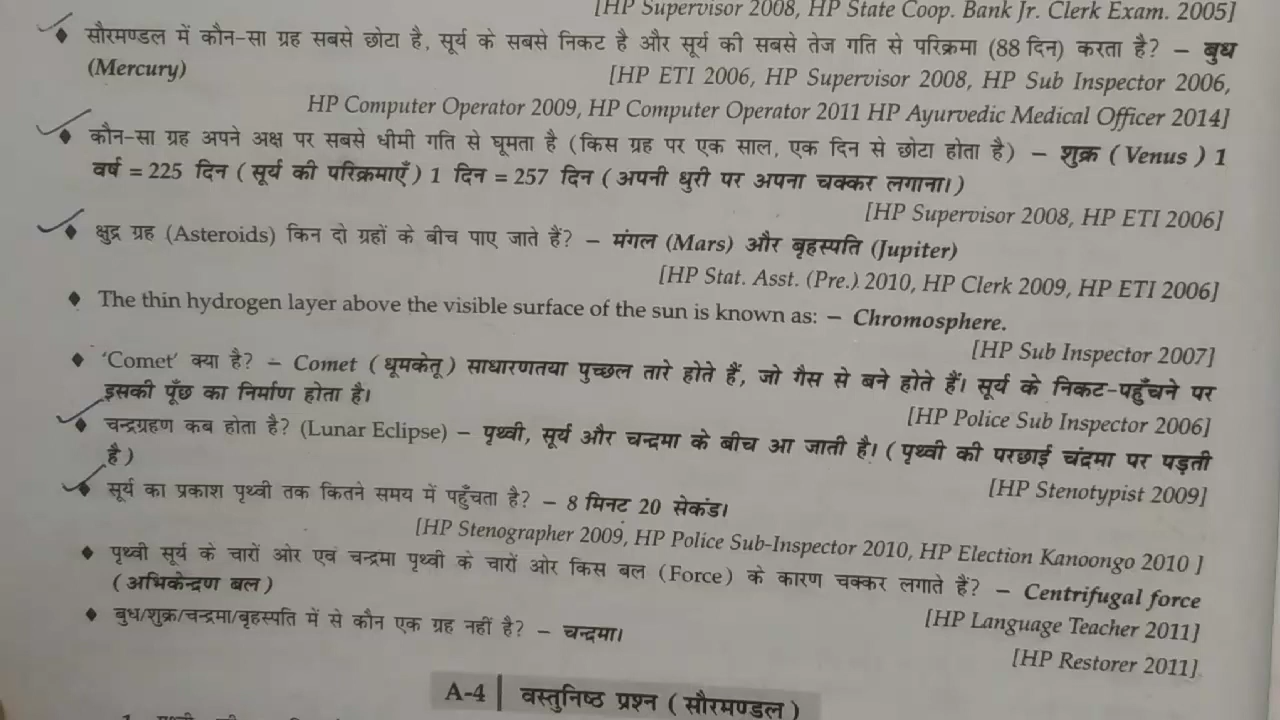 [HP Supervisor 2008, HP State Coop. Bank Jr. Clerk Exam. 2005]
♦ सौरमण्डल में कौन-सा ग्रह सबसे छोटा है, सूर्य के सबसे निकट है और सूर्य की सबसे तेज गति से परिक्रमा (88 दिन) करता है? – बुध
(Mercury) [HP ETI 2006, HP Supervisor 2008, HP Sub Inspector 2006,
HP Computer Operator 2009, HP Computer Operator 2011 HP Ayurvedic Medical Officer 2014]
♦ कौन-सा ग्रह अपने अक्ष पर सबसे धीमी गति से घूमता है (किस ग्रह पर एक साल, एक दिन से छोटा होता है) – शुक्र (Venus ) 1
वर्ष = 225 दिन ( सूर्य की परिक्रमाएँ ) 1 दिन = 257 दिन ( अपनी धुरी पर अपना चक्कर लगाना। )
[HP Supervisor 2008, HP ETI 2006]
♦ क्षुद्र ग्रह (Asteroids) किन दो ग्रहों के बीच पाए जाते हैं? – मंगल (Mars) और बृहस्पति (Jupiter)
[HP Stat. Asst. (Pre.) 2010, HP Clerk 2009, HP ETI 2006]
♦ The thin hydrogen layer above the visible surface of the sun is known as: – Chromosphere.
[HP Sub Inspector 2007]
♦ 'Comet' क्या है? – Comet ( धूमकेतू ) साधारणतया पुच्छल तारे होते हैं, जो गैस से बने होते हैं। सूर्य के निकट-पहुँचने पर
इसकी पूँछ का निर्माण होता है। [HP Police Sub Inspector 2006]
♦ चन्द्रग्रहण कब होता है? (Lunar Eclipse) – पृथ्वी, सूर्य और चन्द्रमा के बीच आ जाती है। ( पृथ्वी की परछाई चंद्रमा पर पड़ती
है ) [HP Stenotypist 2009]
♦ सूर्य का प्रकाश पृथ्वी तक कितने समय में पहुँचता है? – 8 मिनट 20 सेकंड।
[HP Stenographer 2009, HP Police Sub-Inspector 2010, HP Election Kanoongo 2010 ]
♦ पृथ्वी सूर्य के चारों ओर एवं चन्द्रमा पृथ्वी के चारों ओर किस बल (Force) के कारण चक्कर लगाते हैं? – Centrifugal force
( अभिकेन्द्रण बल ) [HP Language Teacher 2011]
♦ बुध/शुक्र/चन्द्रमा/बृहस्पति में से कौन एक ग्रह नहीं है? – चन्द्रमा।
[HP Restorer 2011]
A-4 | वस्तुनिष्ठ प्रश्न ( सौरमण्डल )